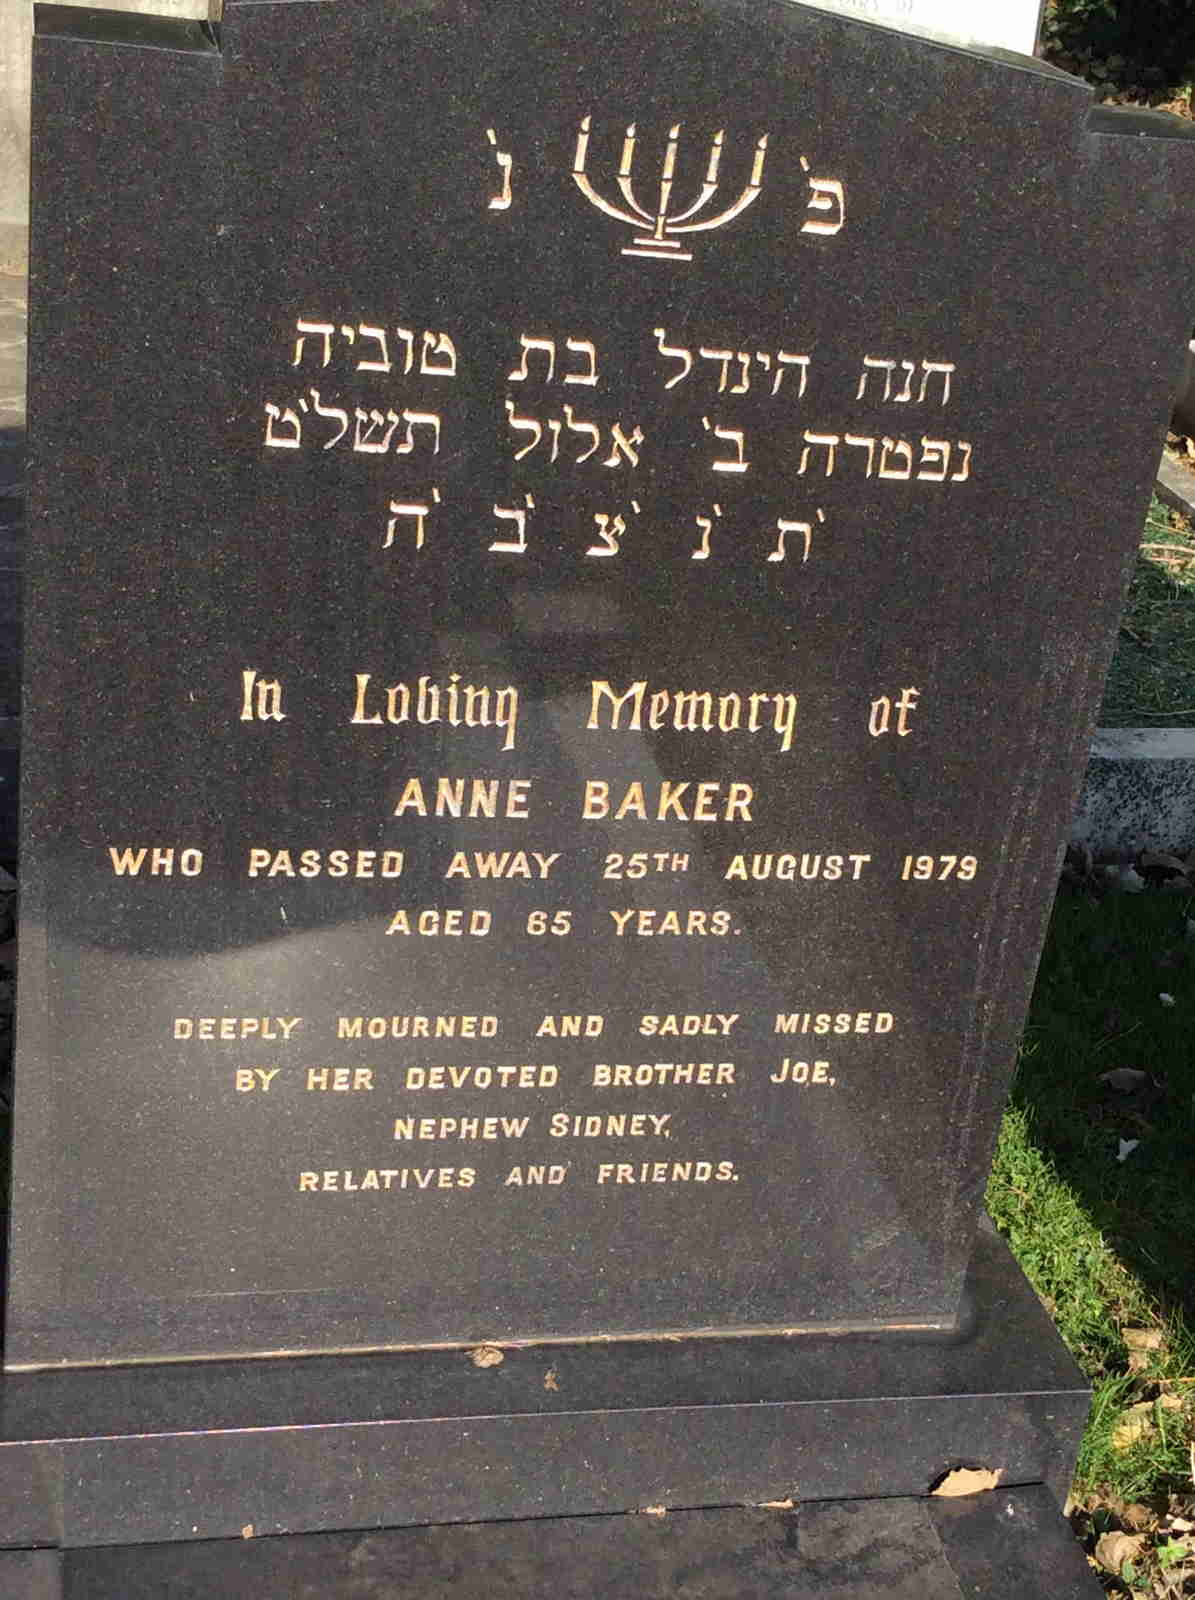 פ' נ'
חנה הינדל בת טוביה
נפטרה ב' אלול תשל'ט
ת' נ' צ' ב' ה'
In Loving Memory of
ANNE BAKER
WHO PASSED AWAY 25TH AUGUST 1979
AGED 65 YEARS.
DEEPLY MOURNED AND SADLY MISSED
BY HER DEVOTED BROTHER JOE,
NEPHEW SIDNEY,
RELATIVES AND FRIENDS.